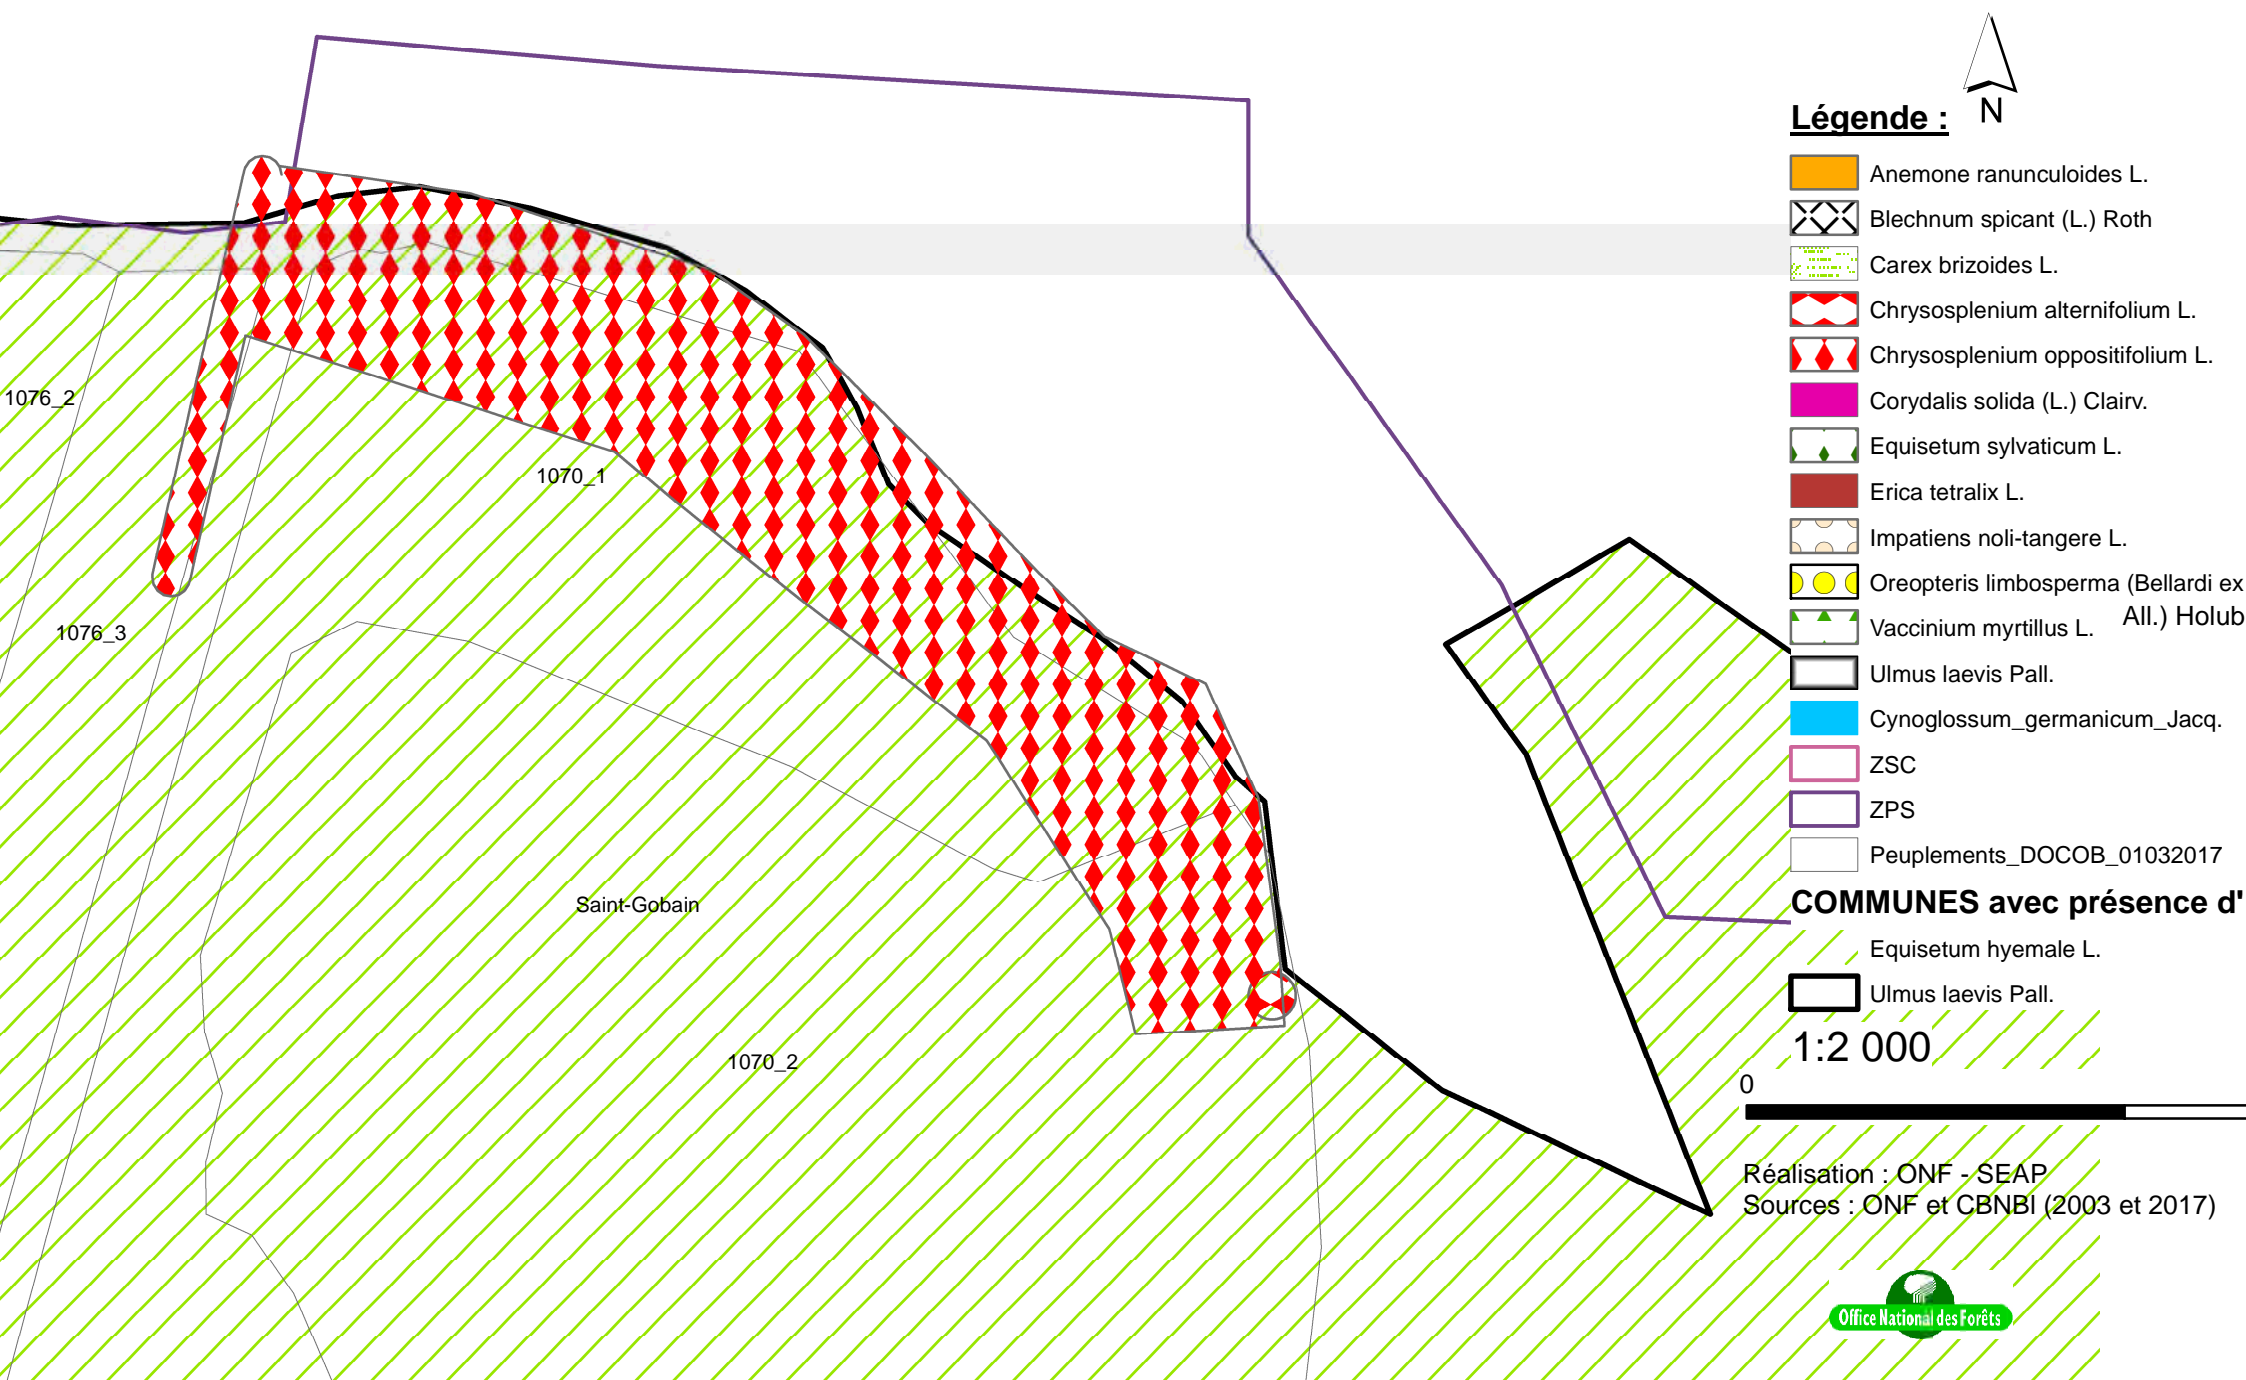 N
Légende :
Anemone ranunculoides L.
Blechnum spicant (L.) Roth
Carex brizoides L.
Chrysosplenium alternifolium L.
Chrysosplenium oppositifolium L.
Corydalis solida (L.) Clairv.
Equisetum sylvaticum L.
Erica tetralix L.
Impatiens noli-tangere L.
Oreopteris limbosperma (Bellardi ex
All.) Holub
Vaccinium myrtillus L.
Ulmus laevis Pall.
Cynoglossum_germanicum_Jacq.
ZSC
ZPS
Peuplements_DOCOB_01032017
COMMUNES avec présence d'
Equisetum hyemale L.
Ulmus laevis Pall.
1:2 000
0
Réalisation : ONF - SEAP
Sources : ONF et CBNBl (2003 et 2017)
Office National des Forêts
1076_2
1070_1
1076_3
Saint-Gobain
1070_2